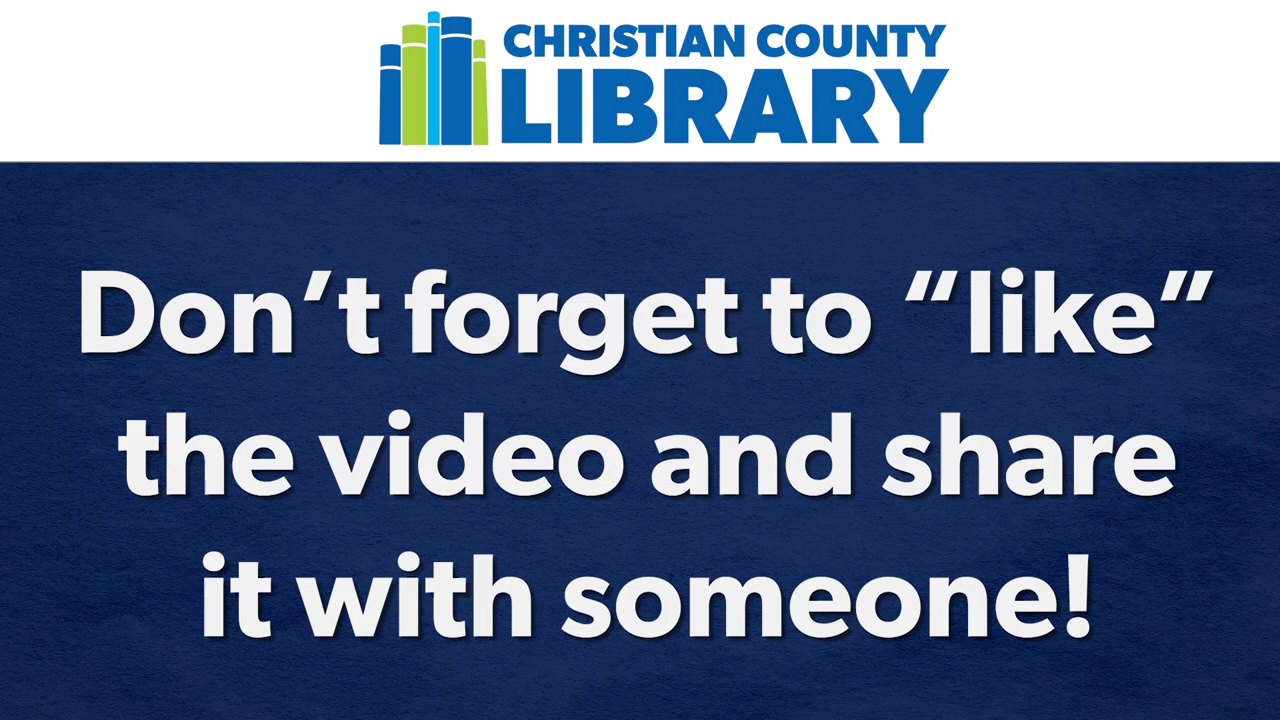 CHRISTIAN COUNTY
LIBRARY
Don’t forget to “like”
the video and share
it with someone!